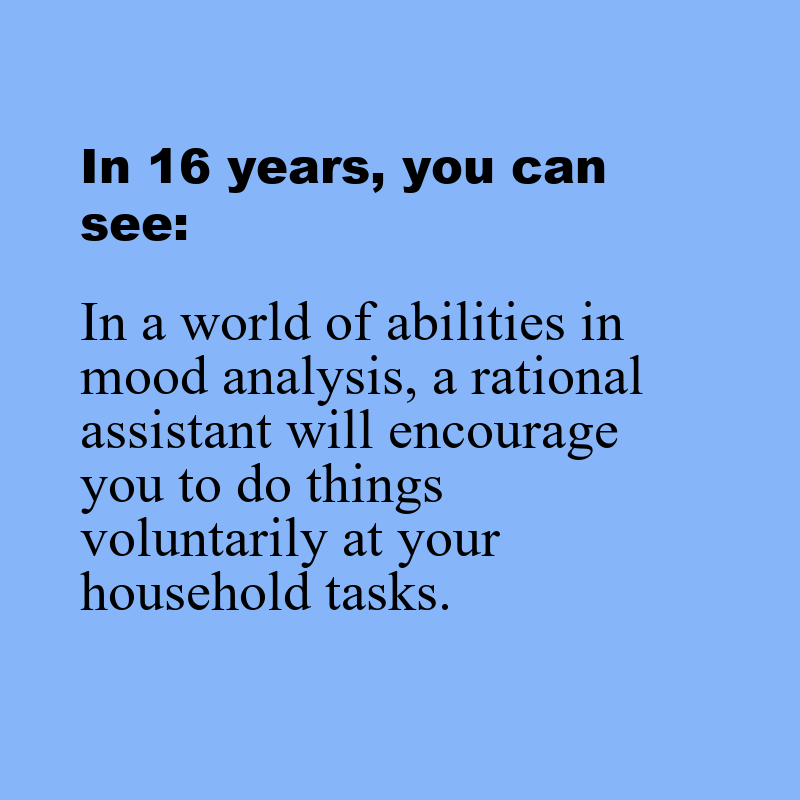 In 16 years, you can
see:
In a world of abilities in
mood analysis, a rational
assistant will encourage
you to do things
voluntarily at your
household tasks.